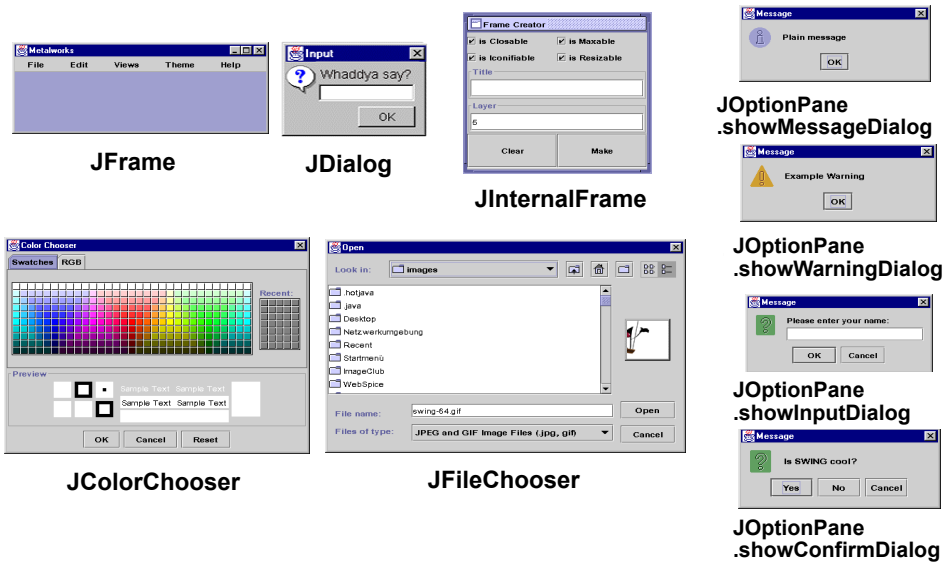 Metalworks
File Edit Views Theme Help
JFrame
Input
Whaddya say?
OK
JDialog
Frame Creator
is Closable is Maxable
is Iconifiable is Resizable
Title
Layer
6
Clear Make
JInternalFrame
Message
Plain message
OK
JOptionPane
.showMessageDialog
Message
Example Warning
OK
JOptionPane
.showWarningDialog
Color Chooser
Swatches RGB
Recent:
Preview
Sample Text Sample Text
Sample Text Sample Text
OK Cancel Reset
JColorChooser
Open
Look in: images
.hotjava
.java
Desktop
Netzwerkumgebung
Recent
Startmenü
ImageClub
WebSpice
File name: swing-64.gif Open
Files of type: JPEG and GIF Image Files (.jpg, gif) Cancel
JFileChooser
Message
Please enter your name:
OK Cancel
JOptionPane
.showInputDialog
Message
Is SWING cool?
Yes No Cancel
JOptionPane
.showConfirmDialog